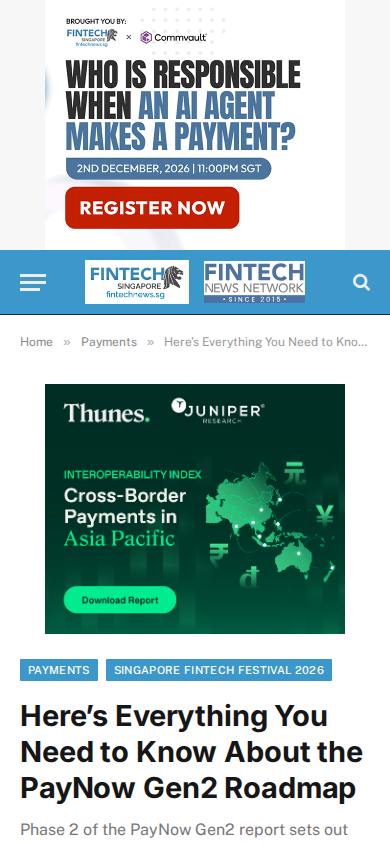 BROUGHT YOU BY:
FINTECH
SINGAPORE
fintechnews.sg
× Commvault
WHO IS RESPONSIBLE
WHEN AN AI AGENT
MAKES A PAYMENT?
2ND DECEMBER, 2026 | 11:00PM SGT
REGISTER NOW
FINTECH
SINGAPORE
fintechnews.sg
FINTECH
NEWS NETWORK
• SINCE 2015 •
Home » Payments » Here's Everything You Need to Kno...
Thunes.
JUNIPER
RESEARCH
INTEROPERABILITY INDEX
Cross-Border
Payments in
Asia Pacific
元
¥
₹
₫
Download Report
PAYMENTS
SINGAPORE FINTECH FESTIVAL 2026
Here's Everything You
Need to Know About the
PayNow Gen2 Roadmap
Phase 2 of the PayNow Gen2 report sets out